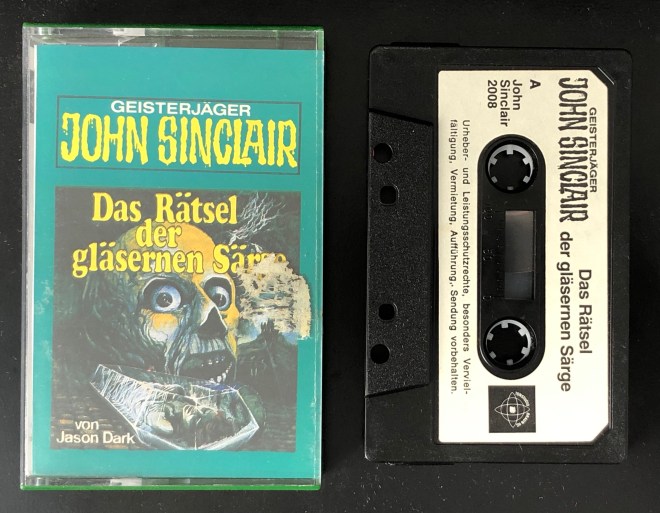 GEISTERJÄGER
JOHN SINCLAIR
Das Rätsel
der
gläsernen Särge
von
Jason Dark
GEISTERJÄGER
JOHN SINCLAIR
Das Rätsel
der gläsernen Särge
A
John
Sinclair
2008
Urheber- und Leistungsschutzrechte, besonders Verviel-
fältigung, Vermietung, Aufführung, Sendung vorbehalten.